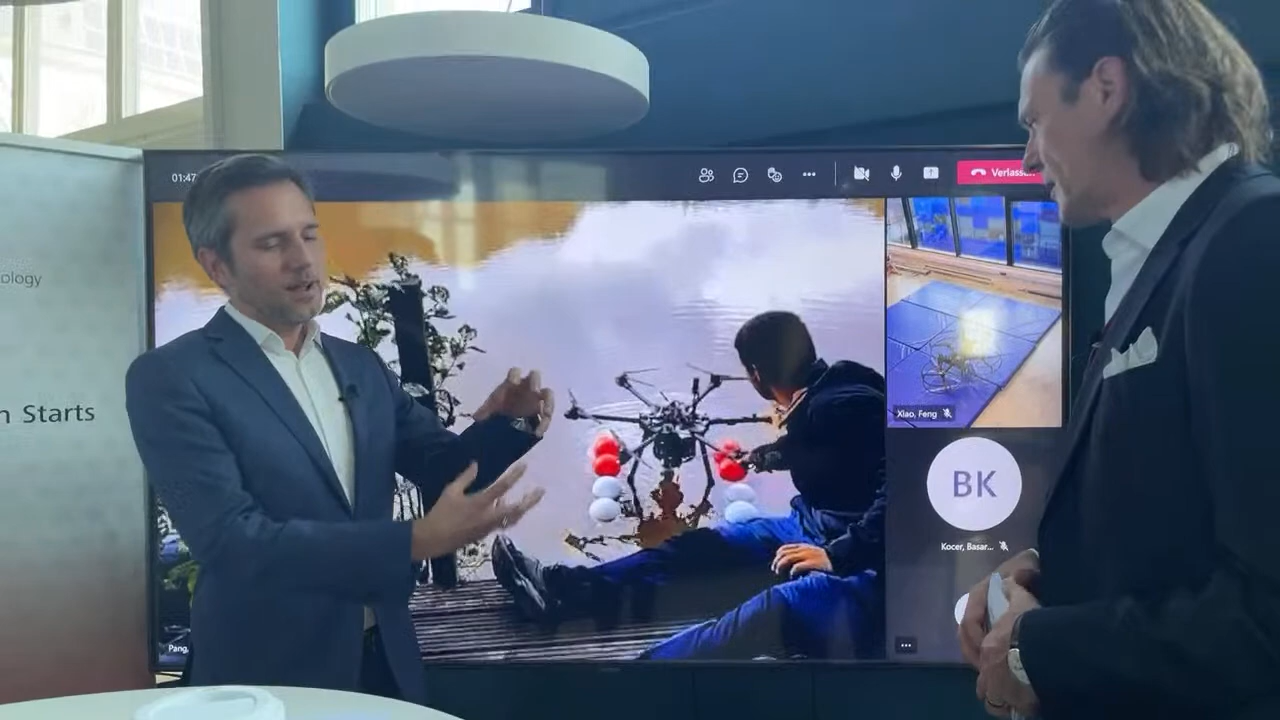 ology
n Starts
01:47
Verlassen
Xiao, Feng
BK
Kocer, Basar...
Pang,